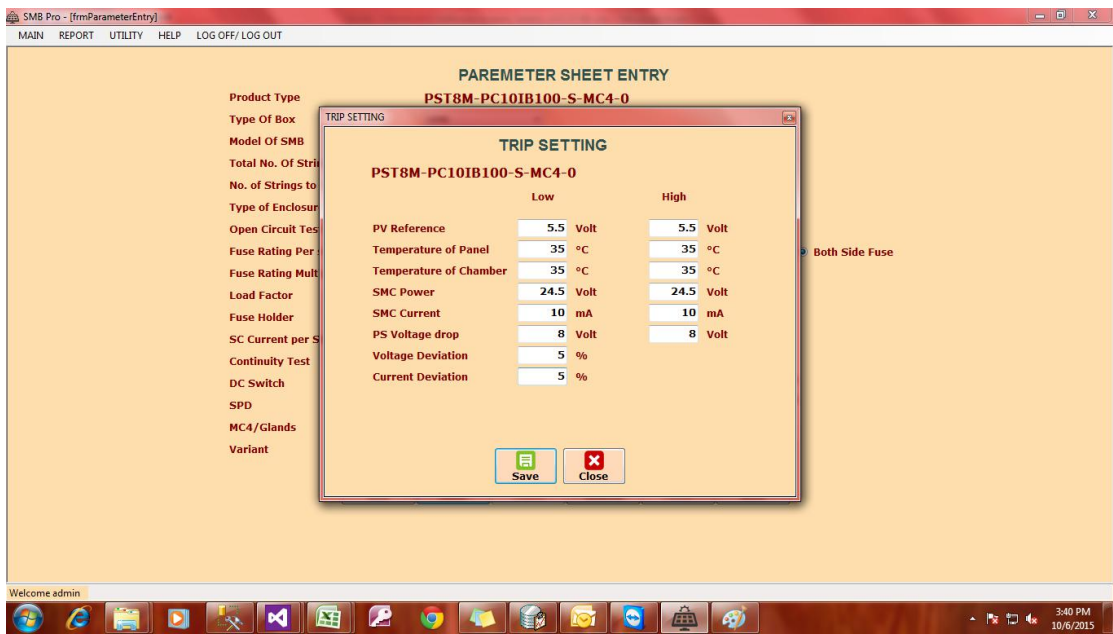 SMB Pro - [frmParameterEntry]
MAIN REPORT UTILITY HELP LOG OFF/ LOG OUT
PAREMETER SHEET ENTRY
Product Type PST8M-PC10IB100-S-MC4-0
Type Of Box
Model Of SMB
Total No. Of Stri
No. of Strings to
Type of Enclosur
Open Circuit Tes
Fuse Rating Per Both Side Fuse
Fuse Rating Mult
Load Factor
Fuse Holder
SC Current per S
Continuity Test
DC Switch
SPD
MC4/Glands
Variant
TRIP SETTING
TRIP SETTING
PST8M-PC10IB100-S-MC4-0
Low High
PV Reference 5.5 Volt 5.5 Volt
Temperature of Panel 35 °C 35 °C
Temperature of Chamber 35 °C 35 °C
SMC Power 24.5 Volt 24.5 Volt
SMC Current 10 mA 10 mA
PS Voltage drop 8 Volt 8 Volt
Voltage Deviation 5 %
Current Deviation 5 %
Save Close
Welcome admin
3:40 PM
10/6/2015